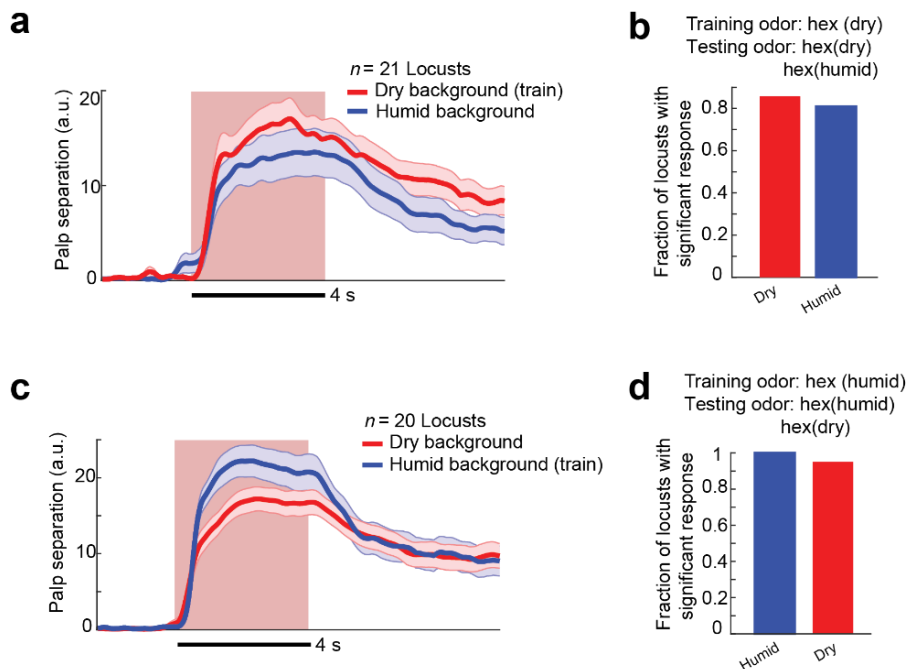 a
n = 21 Locusts
Dry background (train)
Humid background
Palp separation (a.u.)
20
10
0
4 s
b
Training odor: hex (dry)
Testing odor: hex(dry)
hex(humid)
Fraction of locusts with
significant response
0.8
0.6
0.4
0.2
0
Dry
Humid
c
n = 20 Locusts
Dry background
Humid background (train)
Palp separation (a.u.)
20
10
0
4 s
d
Training odor: hex (humid)
Testing odor: hex(humid)
hex(dry)
Fraction of locusts with
significant response
1
0.8
0.6
0.4
0.2
0
Humid
Dry